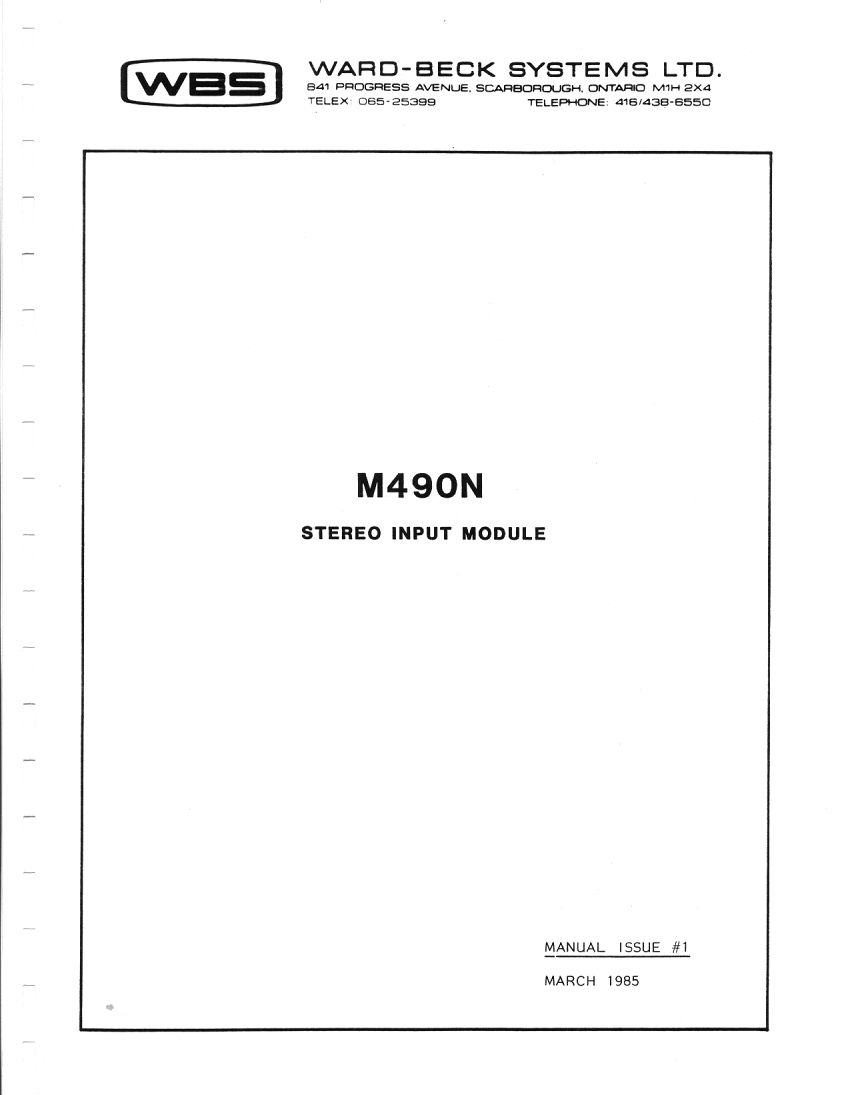 WBS
WARD-BECK SYSTEMS LTD.
841 PROGRESS AVENUE, SCARBOROUGH, ONTARIO M1H 2X4
TELEX: 065-25399 TELEPHONE: 416/438-6550
M490N
STEREO INPUT MODULE
MANUAL ISSUE #1
MARCH 1985